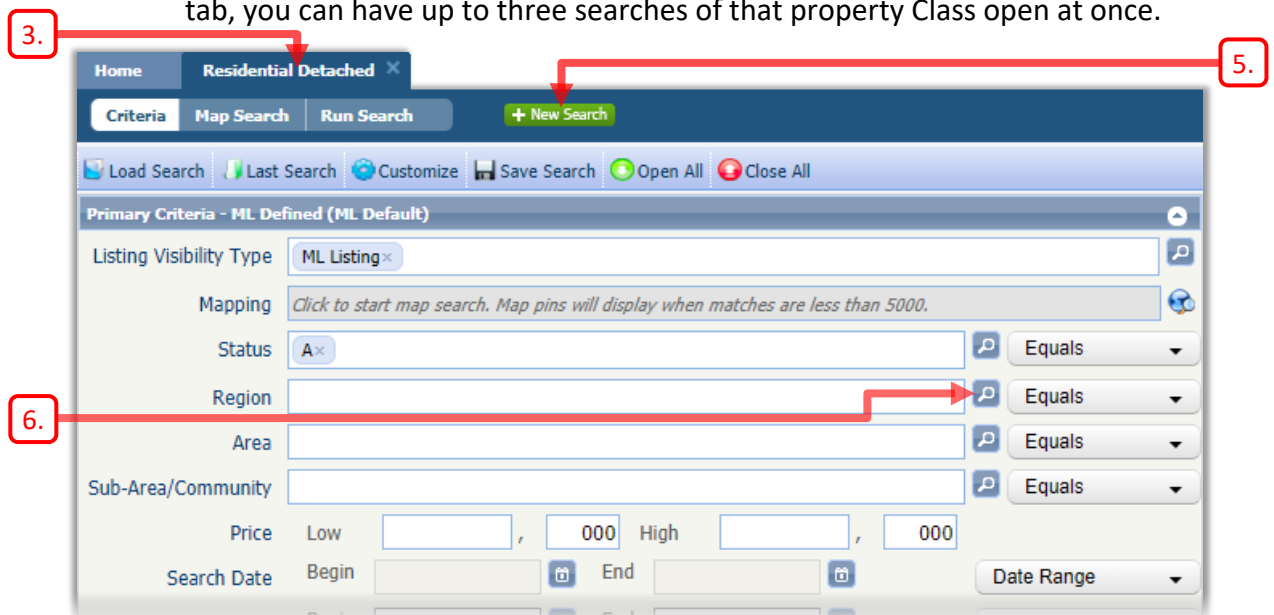 tab, you can have up to three searches of that property Class open at once.
3.
5.
Home Residential Detached ×
Criteria Map Search Run Search + New Search
Load Search Last Search Customize Save Search Open All Close All
Primary Criteria - ML Defined (ML Default)
Listing Visibility Type ML Listing×
Mapping Click to start map search. Map pins will display when matches are less than 5000.
Status A× Equals
Region Equals
6.
Area Equals
Sub-Area/Community Equals
Price Low , 000 High , 000
Search Date Begin End Date Range